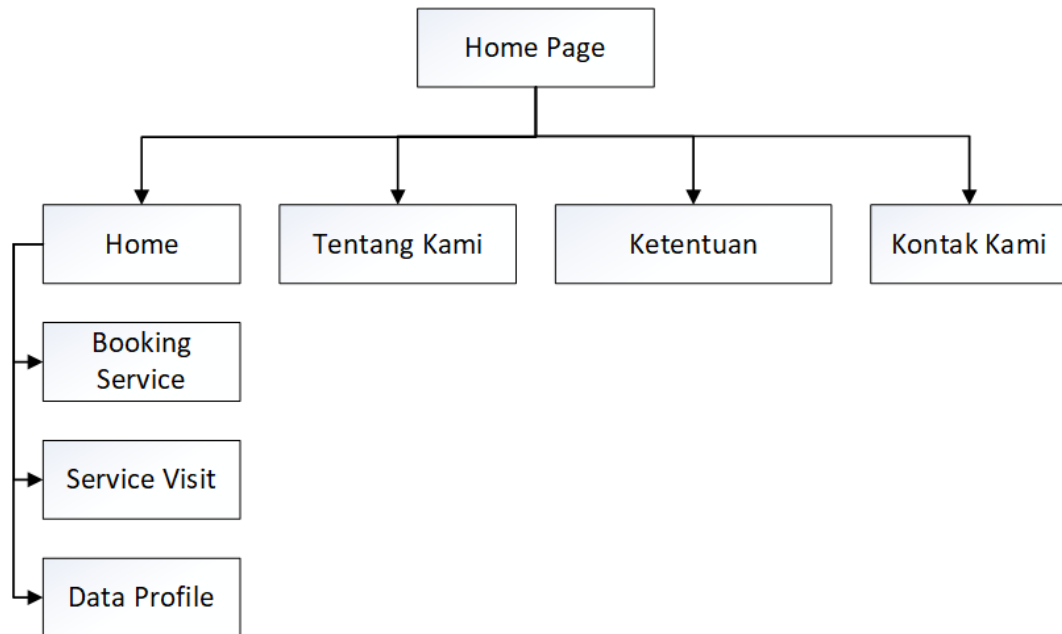 Home Page
Home
Tentang Kami
Ketentuan
Kontak Kami
Booking
Service
Service Visit
Data Profile